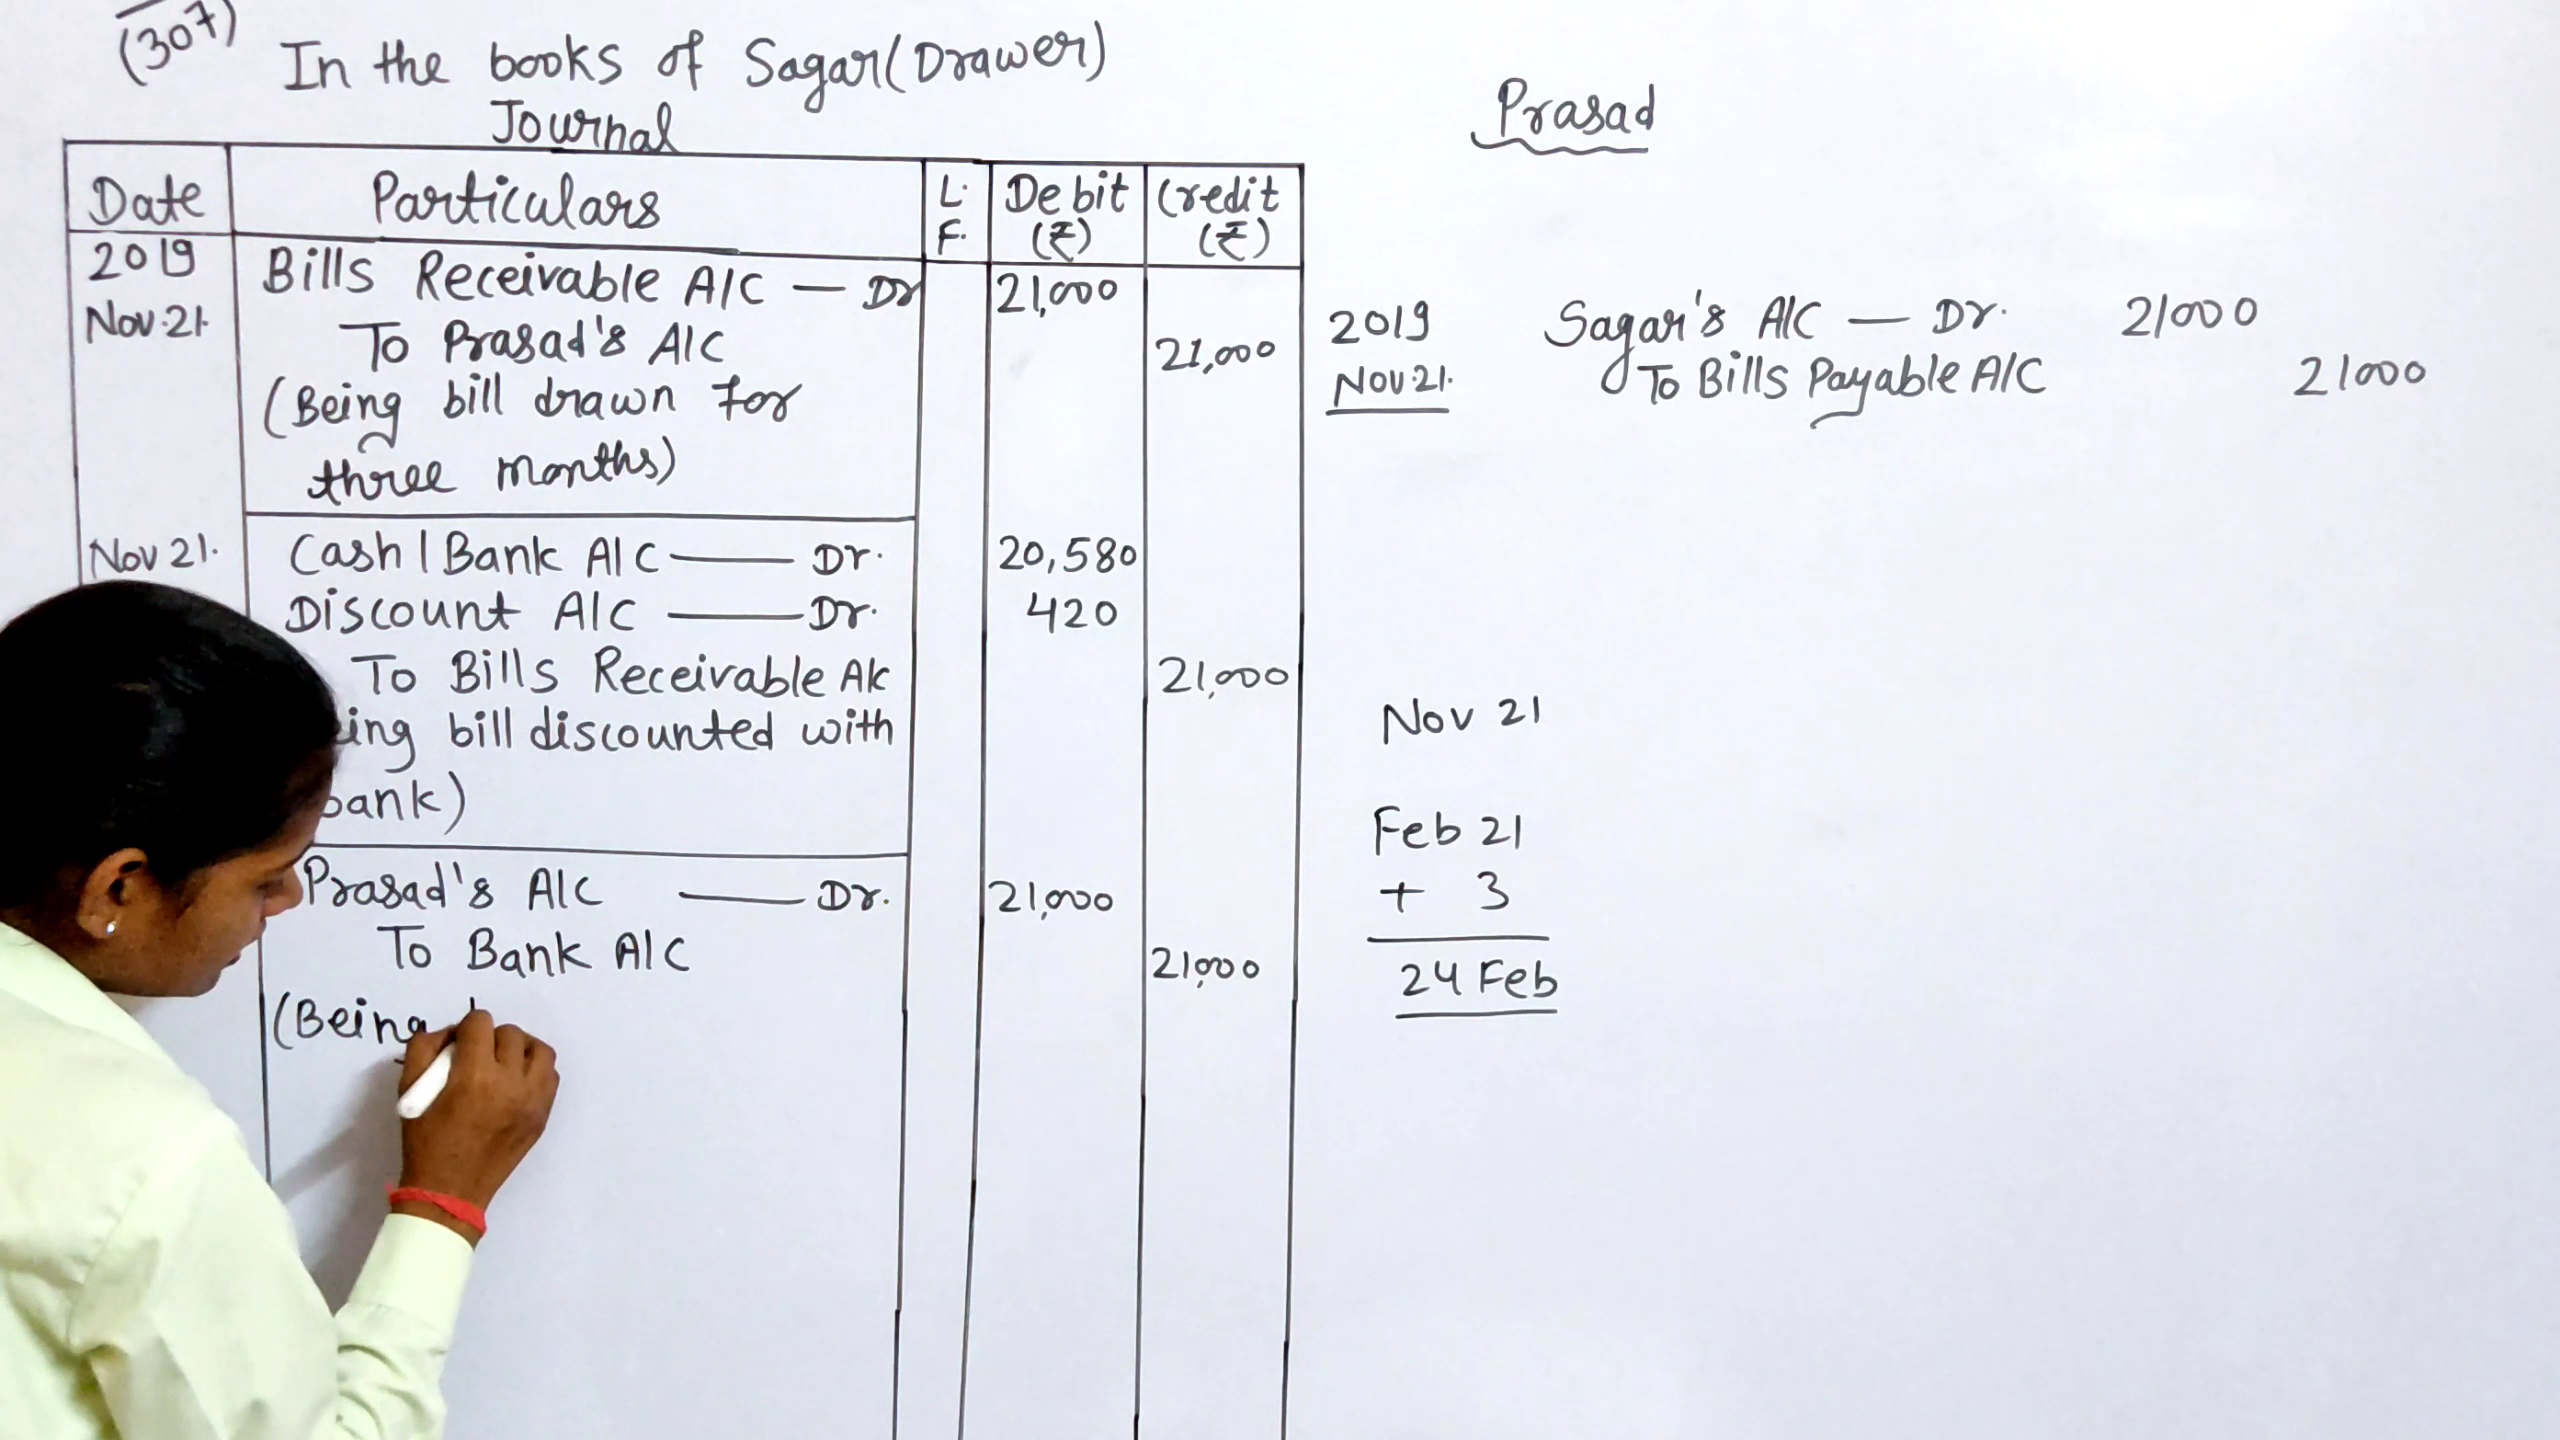 (307)
In the books of Sagar (Drawer)
Journal
Date Particulars L.F. Debit (₹) Credit (₹)
2019 Bills Receivable A/C — Dr 21,000
Nov.21. To Prasad's A/C 21,000
(Being bill drawn for
three months)
Nov 21. Cash / Bank A/C — Dr. 20,580
Discount A/C — Dr. 420
To Bills Receivable A/c 21,000
ing bill discounted with
bank)
Prasad's A/C — Dr. 21,000
To Bank A/C 21,000
(Being
Prasad
2019 Sagar's A/C — Dr. 21000
Nov.21. To Bills Payable A/C 21000
Nov 21
Feb 21
+ 3
24 Feb